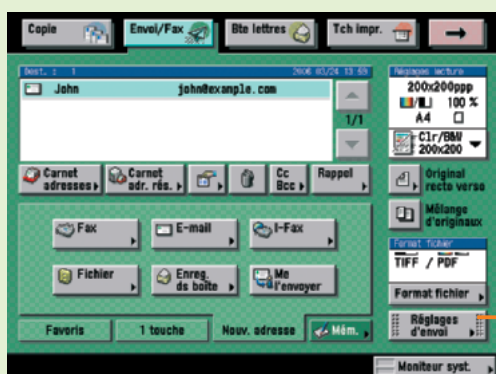 Copie
Envoi/Fax
Bte lettres
Tch impr.
Dest. : 1
2006 03/24 13:53
John john@example.com
1/1
Carnet
adresses
Carnet
adr. rés.
Cc
Bcc
Rappel
Fax
E-mail
I-Fax
Fichier
Enreg.
ds boîte
Me
l'envoyer
Favoris
1 touche
Nouv. adresse
Mém.
Réglages lecture
200x200ppp
100 %
A4
Clr/B&W
200x200
Original
recto verso
Mélange
d'originaux
Format fichier
TIFF / PDF
Format fichier
Réglages
d'envoi
Moniteur syst.